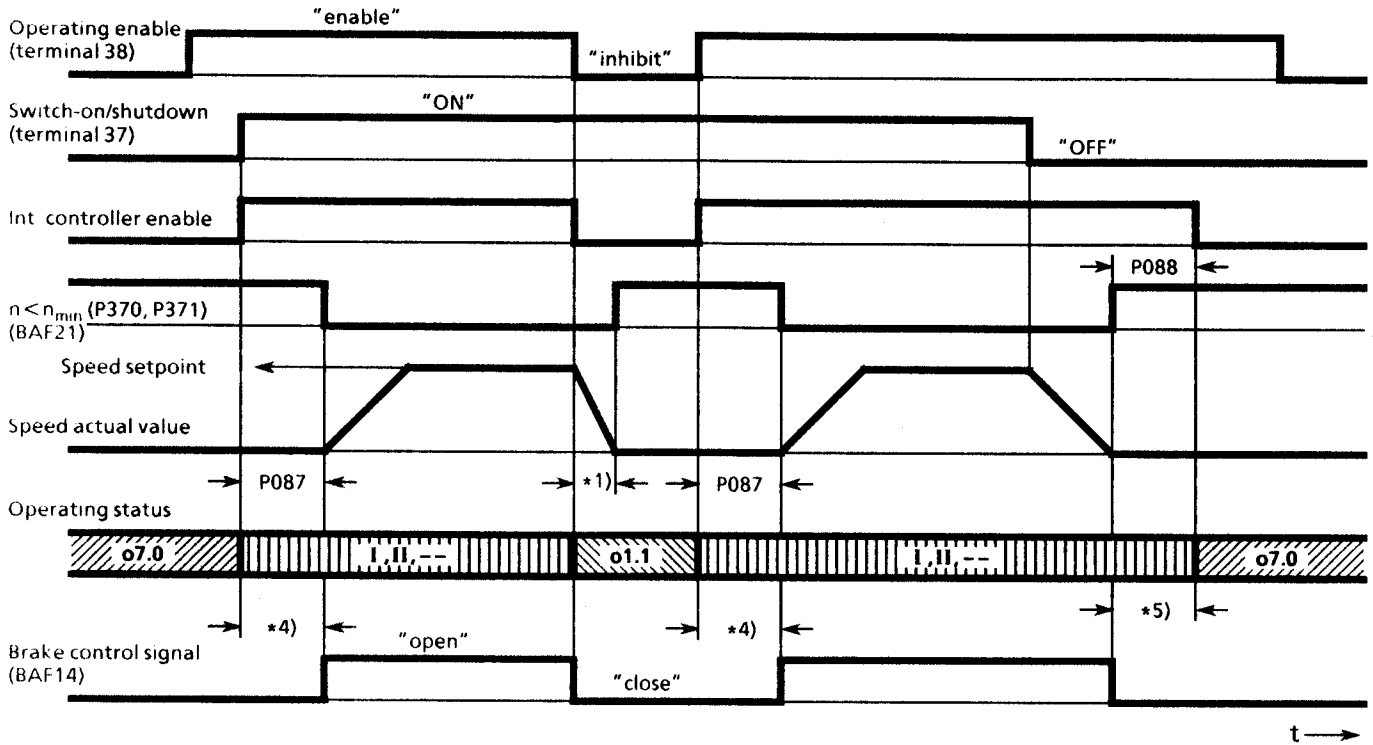 Operating enable
(terminal 38)
"enable"
"inhibit"
Switch-on/shutdown
(terminal 37)
"ON"
"OFF"
Int controller enable
P088
n<nmin (P370, P371)
(BAF21)
Speed setpoint
Speed actual value
P087
*1)
P087
Operating status
o7.0
I,II,--
o1.1
I,II,--
o7.0
*4)
*4)
*5)
Brake control signal
(BAF14)
"open"
"close"
t